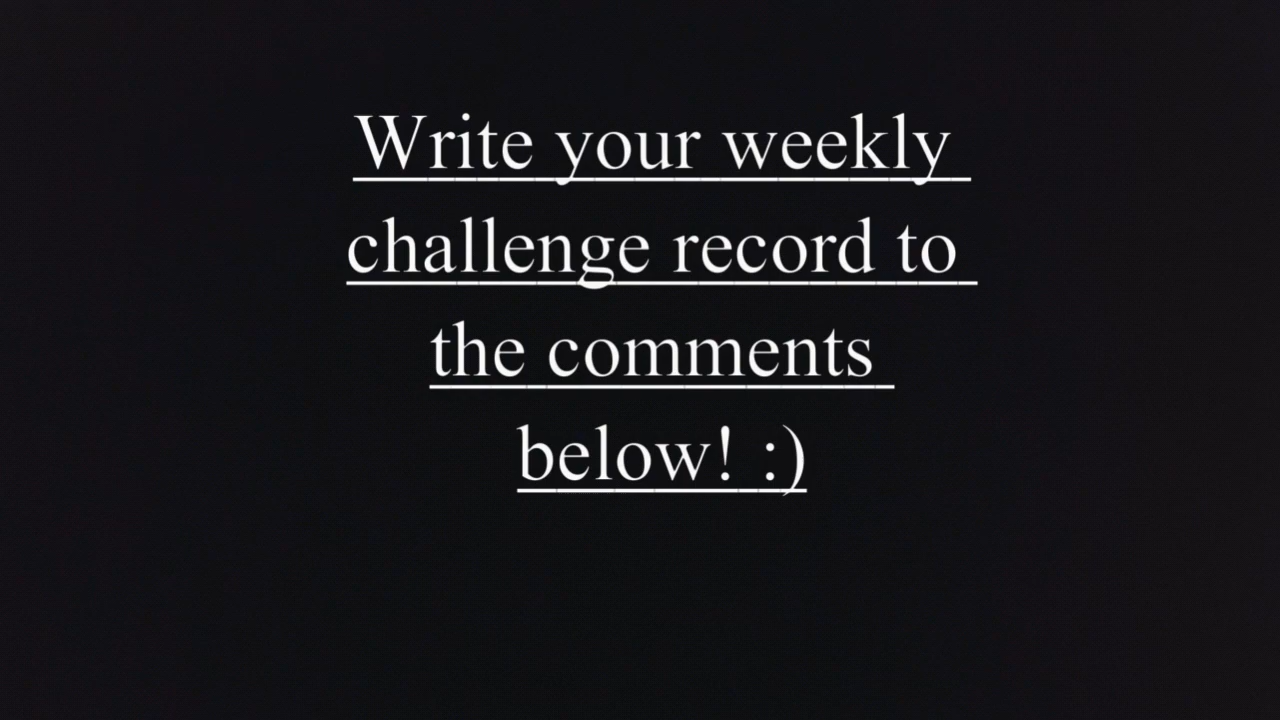 Write your weekly
challenge record to
the comments
below! :)